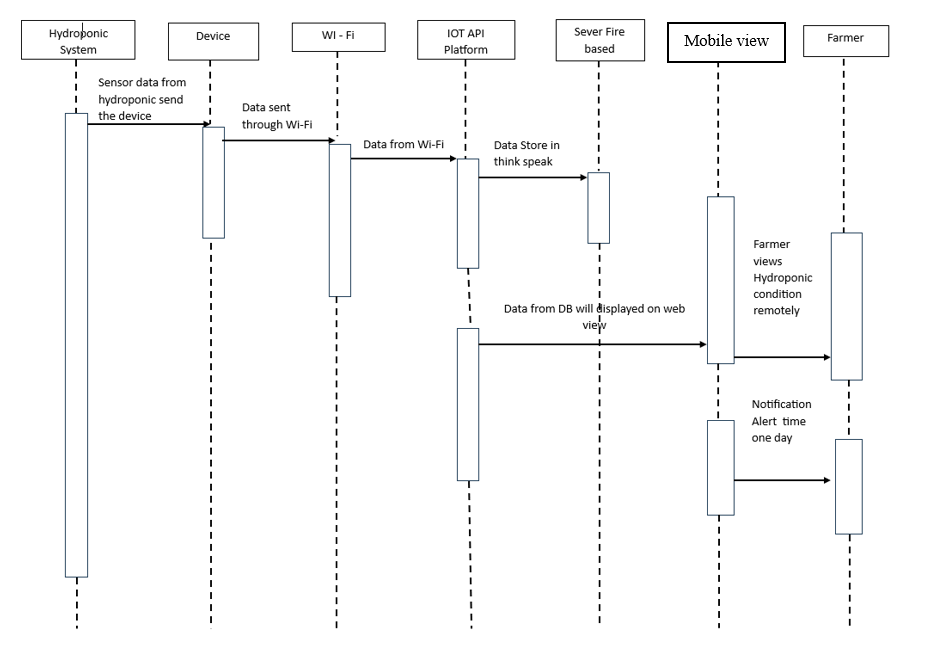 Hydroponic
System
Device
WI - Fi
IOT API
Platform
Sever Fire
based
Mobile view
Farmer
Sensor data from
hydroponic send
the device
Data sent
through Wi-Fi
Data from Wi-Fi
Data Store in
think speak
Farmer
views
Hydroponic
condition
remotely
Data from DB will displayed on web
view
Notification
Alert time
one day